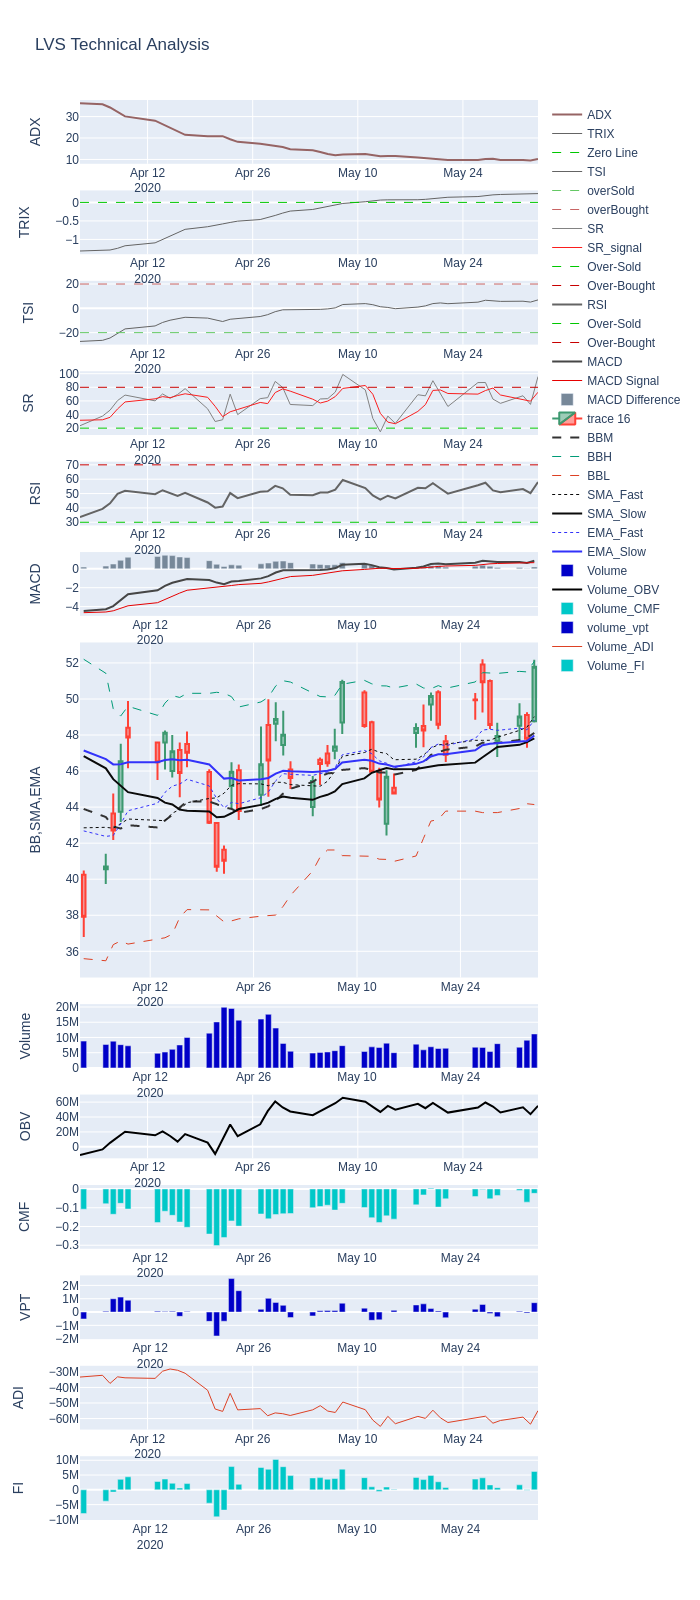 LVS Technical Analysis
ADX
30
20
10
Apr 12
2020
Apr 26
May 10
May 24
TRIX
0
−0.5
−1
Apr 12
2020
Apr 26
May 10
May 24
TSI
20
0
−20
Apr 12
2020
Apr 26
May 10
May 24
SR
100
80
60
40
20
Apr 12
2020
Apr 26
May 10
May 24
RSI
70
60
50
40
30
Apr 12
2020
Apr 26
May 10
May 24
MACD
0
−2
−4
Apr 12
2020
Apr 26
May 10
May 24
BB,SMA,EMA
52
50
48
46
44
42
40
38
36
Apr 12
2020
Apr 26
May 10
May 24
Volume
20M
15M
10M
5M
0
Apr 12
2020
Apr 26
May 10
May 24
OBV
60M
40M
20M
0
Apr 12
2020
Apr 26
May 10
May 24
CMF
0
−0.1
−0.2
−0.3
Apr 12
2020
Apr 26
May 10
May 24
VPT
2M
1M
0
−1M
−2M
Apr 12
2020
Apr 26
May 10
May 24
ADI
−30M
−40M
−50M
−60M
Apr 12
2020
Apr 26
May 10
May 24
FI
10M
5M
0
−5M
−10M
Apr 12
2020
Apr 26
May 10
May 24
ADX
TRIX
Zero Line
TSI
overSold
overBought
SR
SR_signal
Over-Sold
Over-Bought
RSI
Over-Sold
Over-Bought
MACD
MACD Signal
MACD Difference
trace 16
BBM
BBH
BBL
SMA_Fast
SMA_Slow
EMA_Fast
EMA_Slow
Volume
Volume_OBV
Volume_CMF
volume_vpt
Volume_ADI
Volume_FI